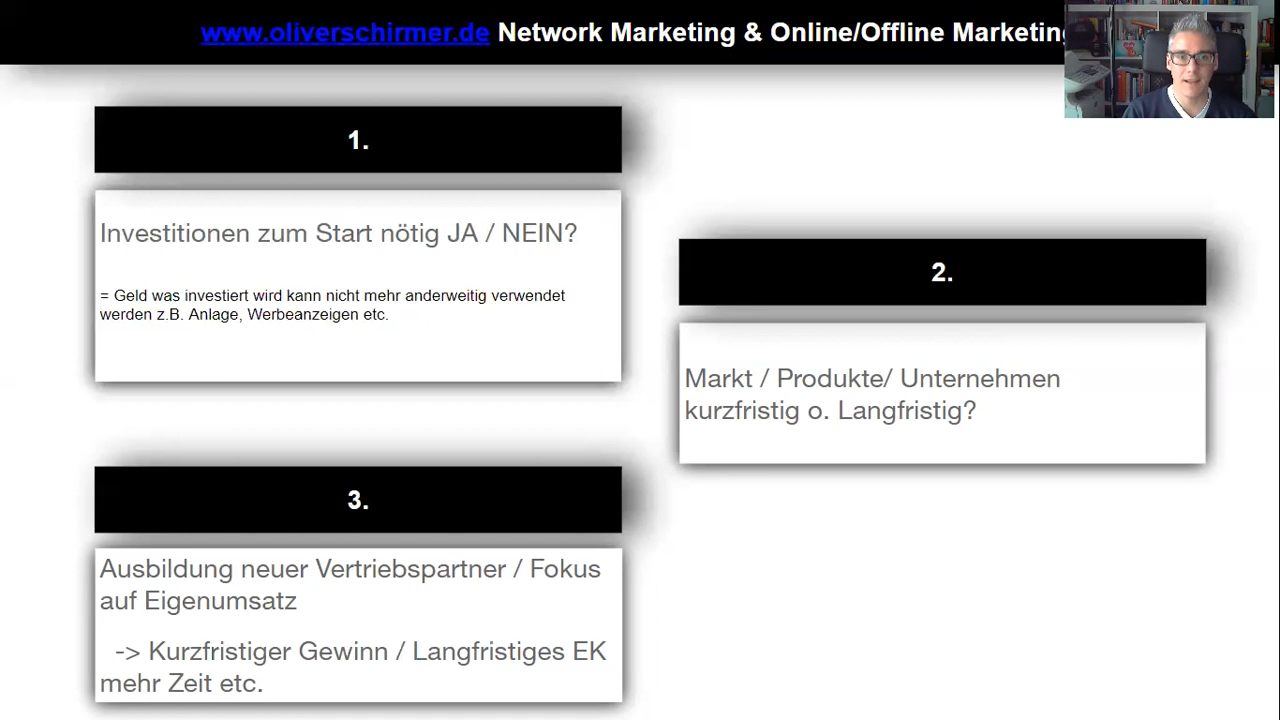 www.oliverschirmer.de Network Marketing & Online/Offline Marketing
1.
Investitionen zum Start nötig JA / NEIN?
= Geld was investiert wird kann nicht mehr anderweitig verwendet
werden z.B. Anlage, Werbeanzeigen etc.
2.
Markt / Produkte/ Unternehmen
kurzfristig o. Langfristig?
3.
Ausbildung neuer Vertriebspartner / Fokus
auf Eigenumsatz
-> Kurzfristiger Gewinn / Langfristiges EK
mehr Zeit etc.